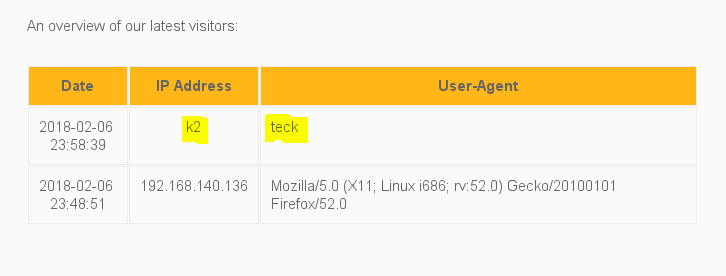 An overview of our latest visitors:
Date IP Address User-Agent
2018-02-06 23:58:39 k2 teck
2018-02-06 23:48:51 192.168.140.136 Mozilla/5.0 (X11; Linux i686; rv:52.0) Gecko/20100101 Firefox/52.0